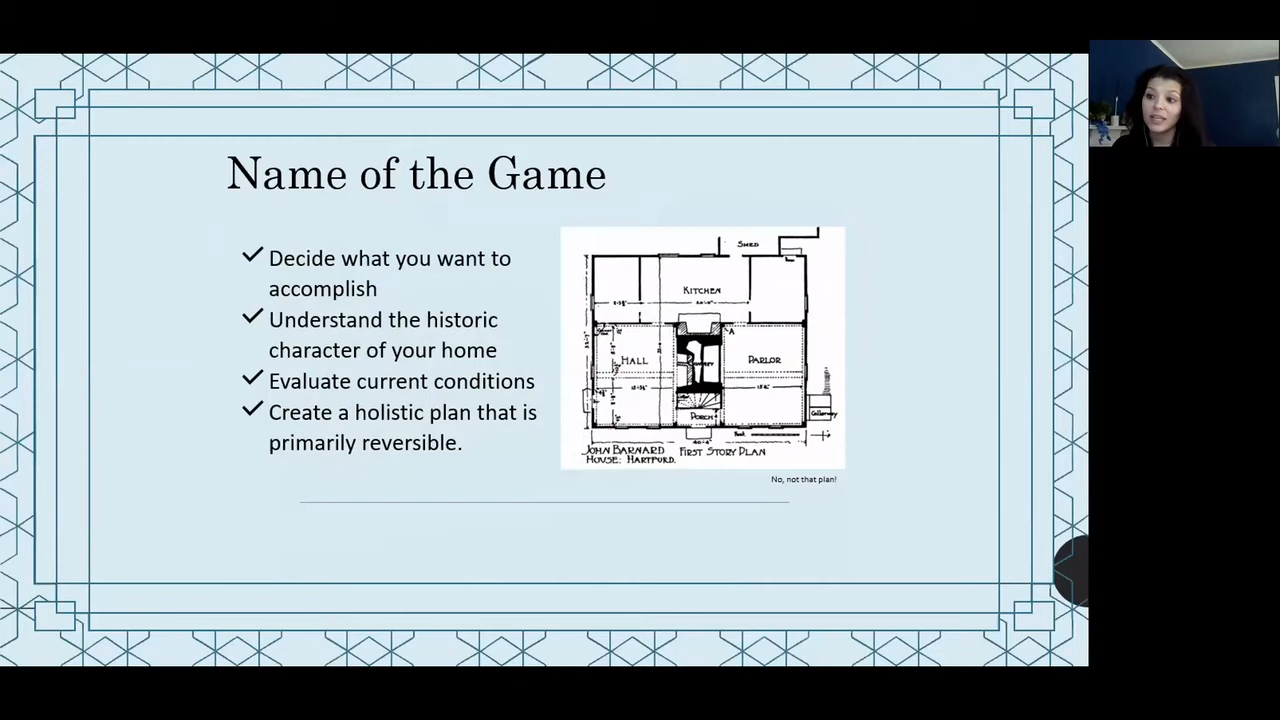 Name of the Game
Decide what you want to
accomplish
Understand the historic
character of your home
Evaluate current conditions
Create a holistic plan that is
primarily reversible.
SHED
KITCHEN
A
HALL
PARLOR
PORCH
JOHN BARNARD FIRST STORY PLAN
HOUSE: HARTFORD.
No, not that plan!